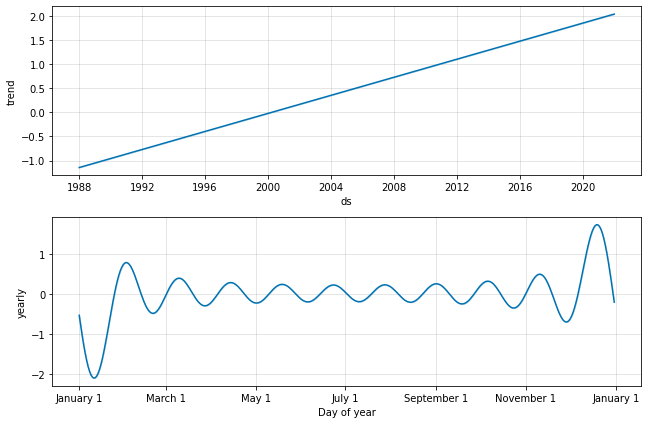 2.0
1.5
1.0
0.5
0.0
−0.5
−1.0
trend
1988 1992 1996 2000 2004 2008 2012 2016 2020
ds
1
0
−1
−2
yearly
January 1 March 1 May 1 July 1 September 1 November 1 January 1
Day of year